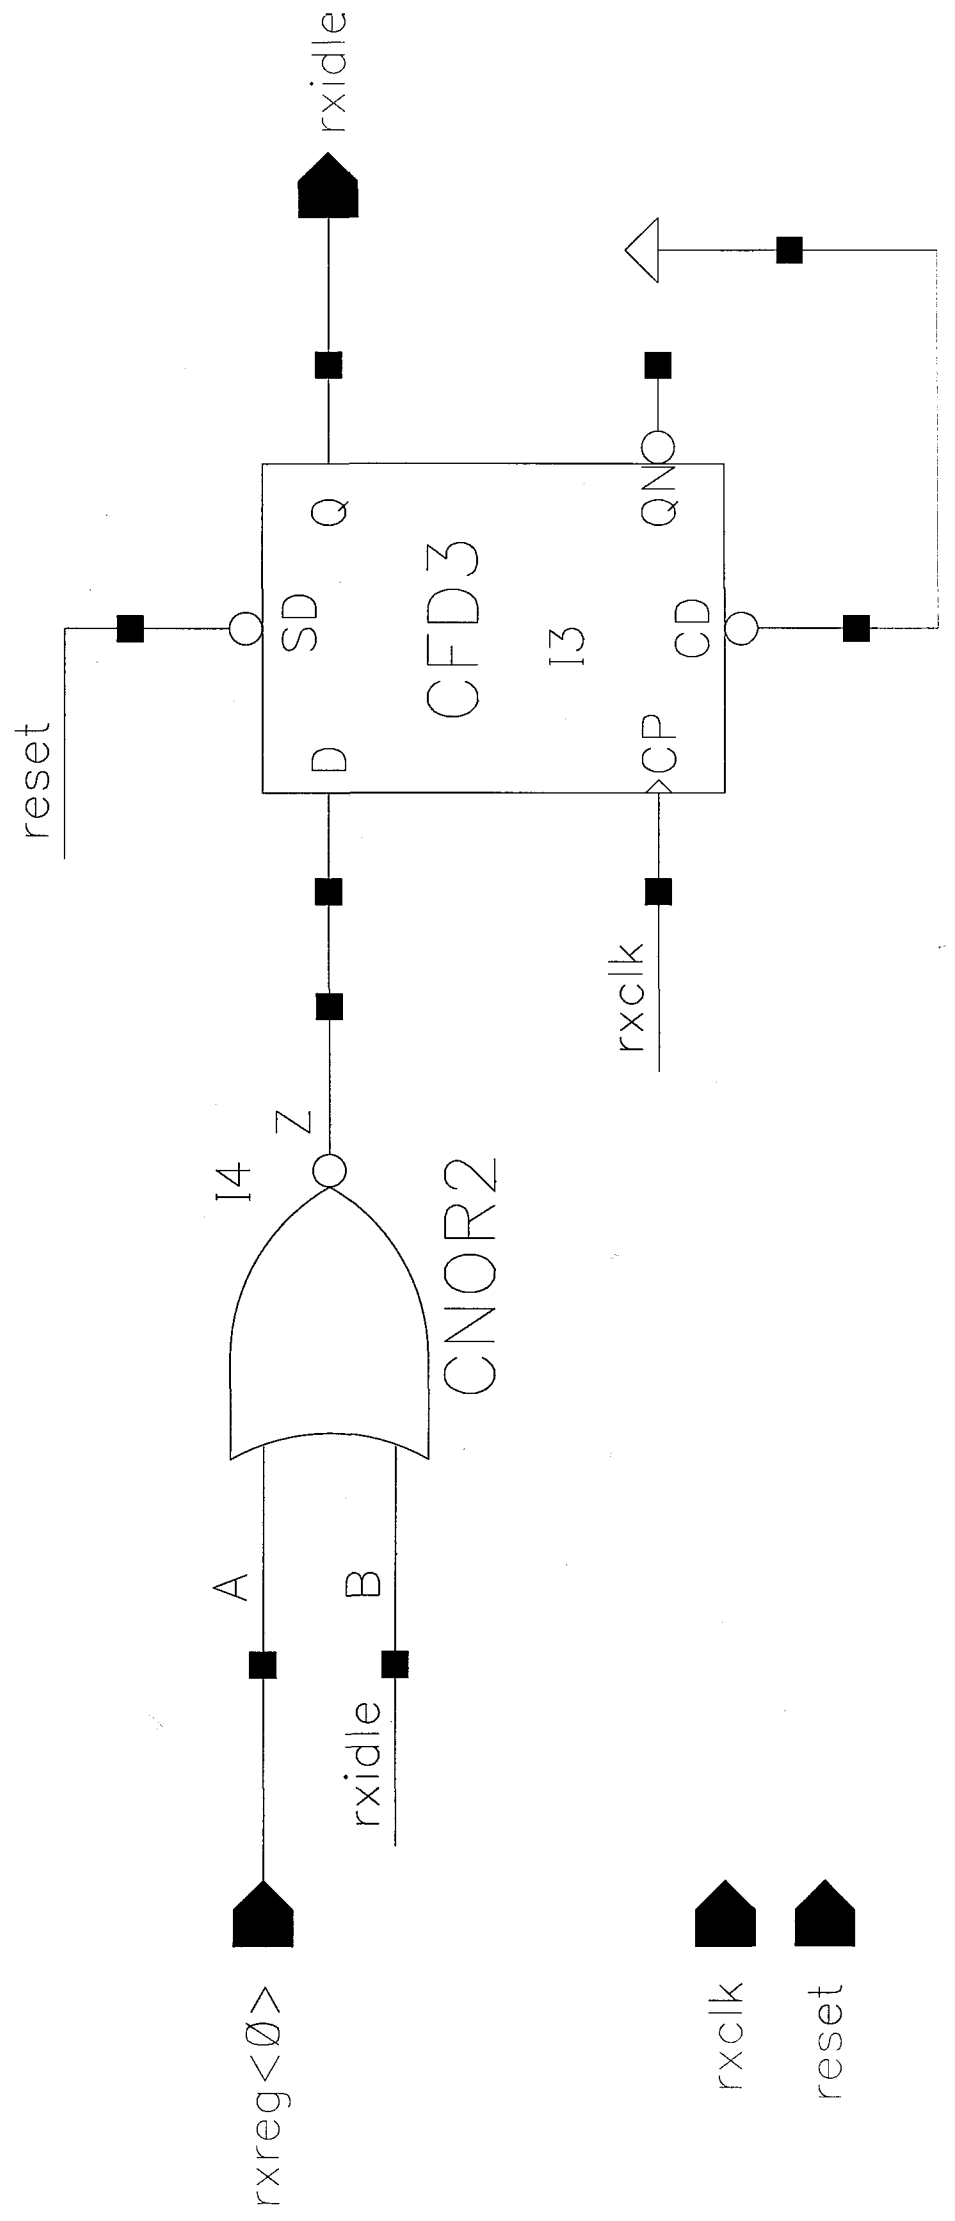 reset
rxreg<0>
A
rxidle
B
I4
Z
CNOR2
D
SD
Q
rxidle
CFD3
I3
rxclk
CP
CD
QN
rxclk
reset